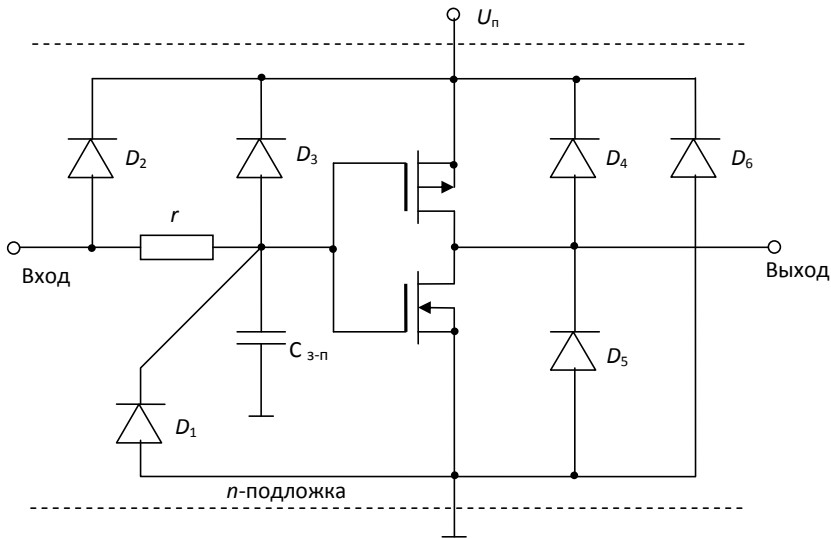 Uп
D2
D3
D4
D6
r
Вход
Выход
C з-п
D5
D1
n-подложка